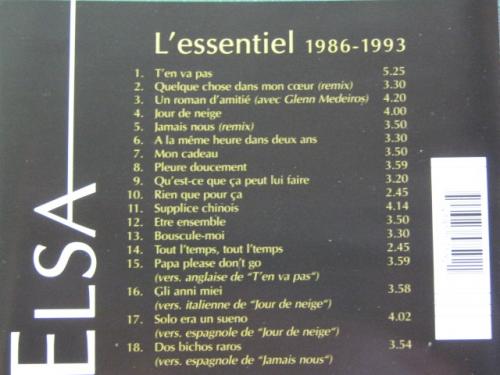 L'essentiel 1986-1993
1. T'en va pas 5.25
2. Quelque chose dans mon cœur (remix) 3.30
3. Un roman d'amitié (avec Glenn Medeiros) 4.20
4. Jour de neige 4.00
5. Jamais nous (remix) 3.50
6. A la même heure dans deux ans 3.30
7. Mon cadeau 3.50
8. Pleure doucement 3.59
9. Qu'est-ce que ça peut lui faire 3.20
10. Rien que pour ça 2.45
11. Supplice chinois 4.14
12. Etre ensemble 3.50
13. Bouscule-moi 3.30
14. Tout l'temps, tout l'temps 2.45
15. Papa please don't go 3.59
(vers. anglaise de "T'en va pas")
16. Gli anni miei 3.58
(vers. italienne de "Jour de neige")
17. Solo era un sueno 4.02
(vers. espagnole de "Jour de neige")
18. Dos bichos raros 3.54
(vers. espagnole de "Jamais nous")
ELSA